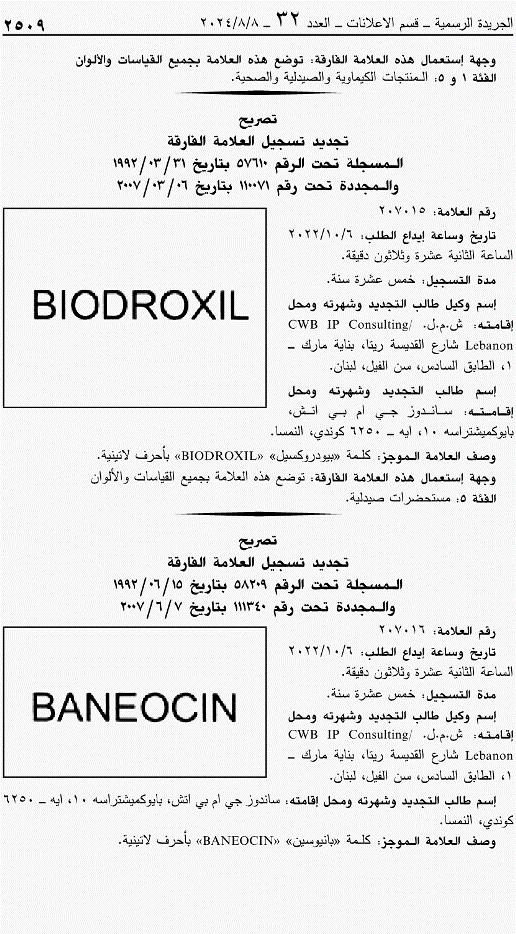 الجريدة الرسمية ـ قسم الاعلانات ـ العدد ٣٢ ـ ٢٠٢٤/٨/٨
٢٥٠٩
وجهة إستعمال هذه العلامة الفارقة: توضع هذه العلامة بجميع القياسات والألوان
الفئة ١ و ٥: المنتجات الكيماوية والصيدلية والصحية.
تصريح
تجديد تسجيل العلامة الفارقة
المسجلة تحت الرقم ٥٧٦١٠ بتاريخ ١٩٩٢/٠٣/٣١
والمجددة تحت رقم ١١٠٠٧١ بتاريخ ٢٠٠٧/٠٣/٠٦
رقم العلامة: ٢٠٧٠١٥
تاريخ وساعة إيداع الطلب: ٢٠٢٢/١٠/٦
الساعة الثانية عشرة وثلاثون دقيقة.
مدة التسجيل: خمس عشرة سنة.
إسم وكيل طالب التجديد وشهرته ومحل
إقامته: ش.م.ل. /CWB IP Consulting
Lebanon شارع القديسة ريتا، بناية مارك ـ
١، الطابق السادس، سن الفيل، لبنان.
BIODROXIL
إسم طالب التجديد وشهرته ومحل
إقامته: ساندوز جي ام بي اتش،
بايوكيميشتراسه ١٠، ايه ـ ٦٢٥٠ كوندي، النمسا.
وصف العلامة الموجز: كلمة «بيودروكسيل» «BIODROXIL» بأحرف لاتينية.
وجهة إستعمال هذه العلامة الفارقة: توضع هذه العلامة بجميع القياسات والألوان
الفئة ٥: مستحضرات صيدلية.
تصريح
تجديد تسجيل العلامة الفارقة
المسجلة تحت الرقم ٥٨٢٠٩ بتاريخ ١٩٩٢/٠٦/١٥
والمجددة تحت رقم ١١١٣٤٠ بتاريخ ٢٠٠٧/٦/٧
رقم العلامة: ٢٠٧٠١٦
تاريخ وساعة إيداع الطلب: ٢٠٢٢/١٠/٦
الساعة الثانية عشرة وثلاثون دقيقة.
مدة التسجيل: خمس عشرة سنة.
إسم وكيل طالب التجديد وشهرته ومحل
إقامته: ش.م.ل. /CWB IP Consulting
Lebanon شارع القديسة ريتا، بناية مارك ـ
١، الطابق السادس، سن الفيل، لبنان.
BANEOCIN
إسم طالب التجديد وشهرته ومحل إقامته: ساندوز جي ام بي اتش، بايوكيميشتراسه ١٠، ايه ـ ٦٢٥٠
كوندي، النمسا.
وصف العلامة الموجز: كلمة «بانيوسين» «BANEOCIN» بأحرف لاتينية.